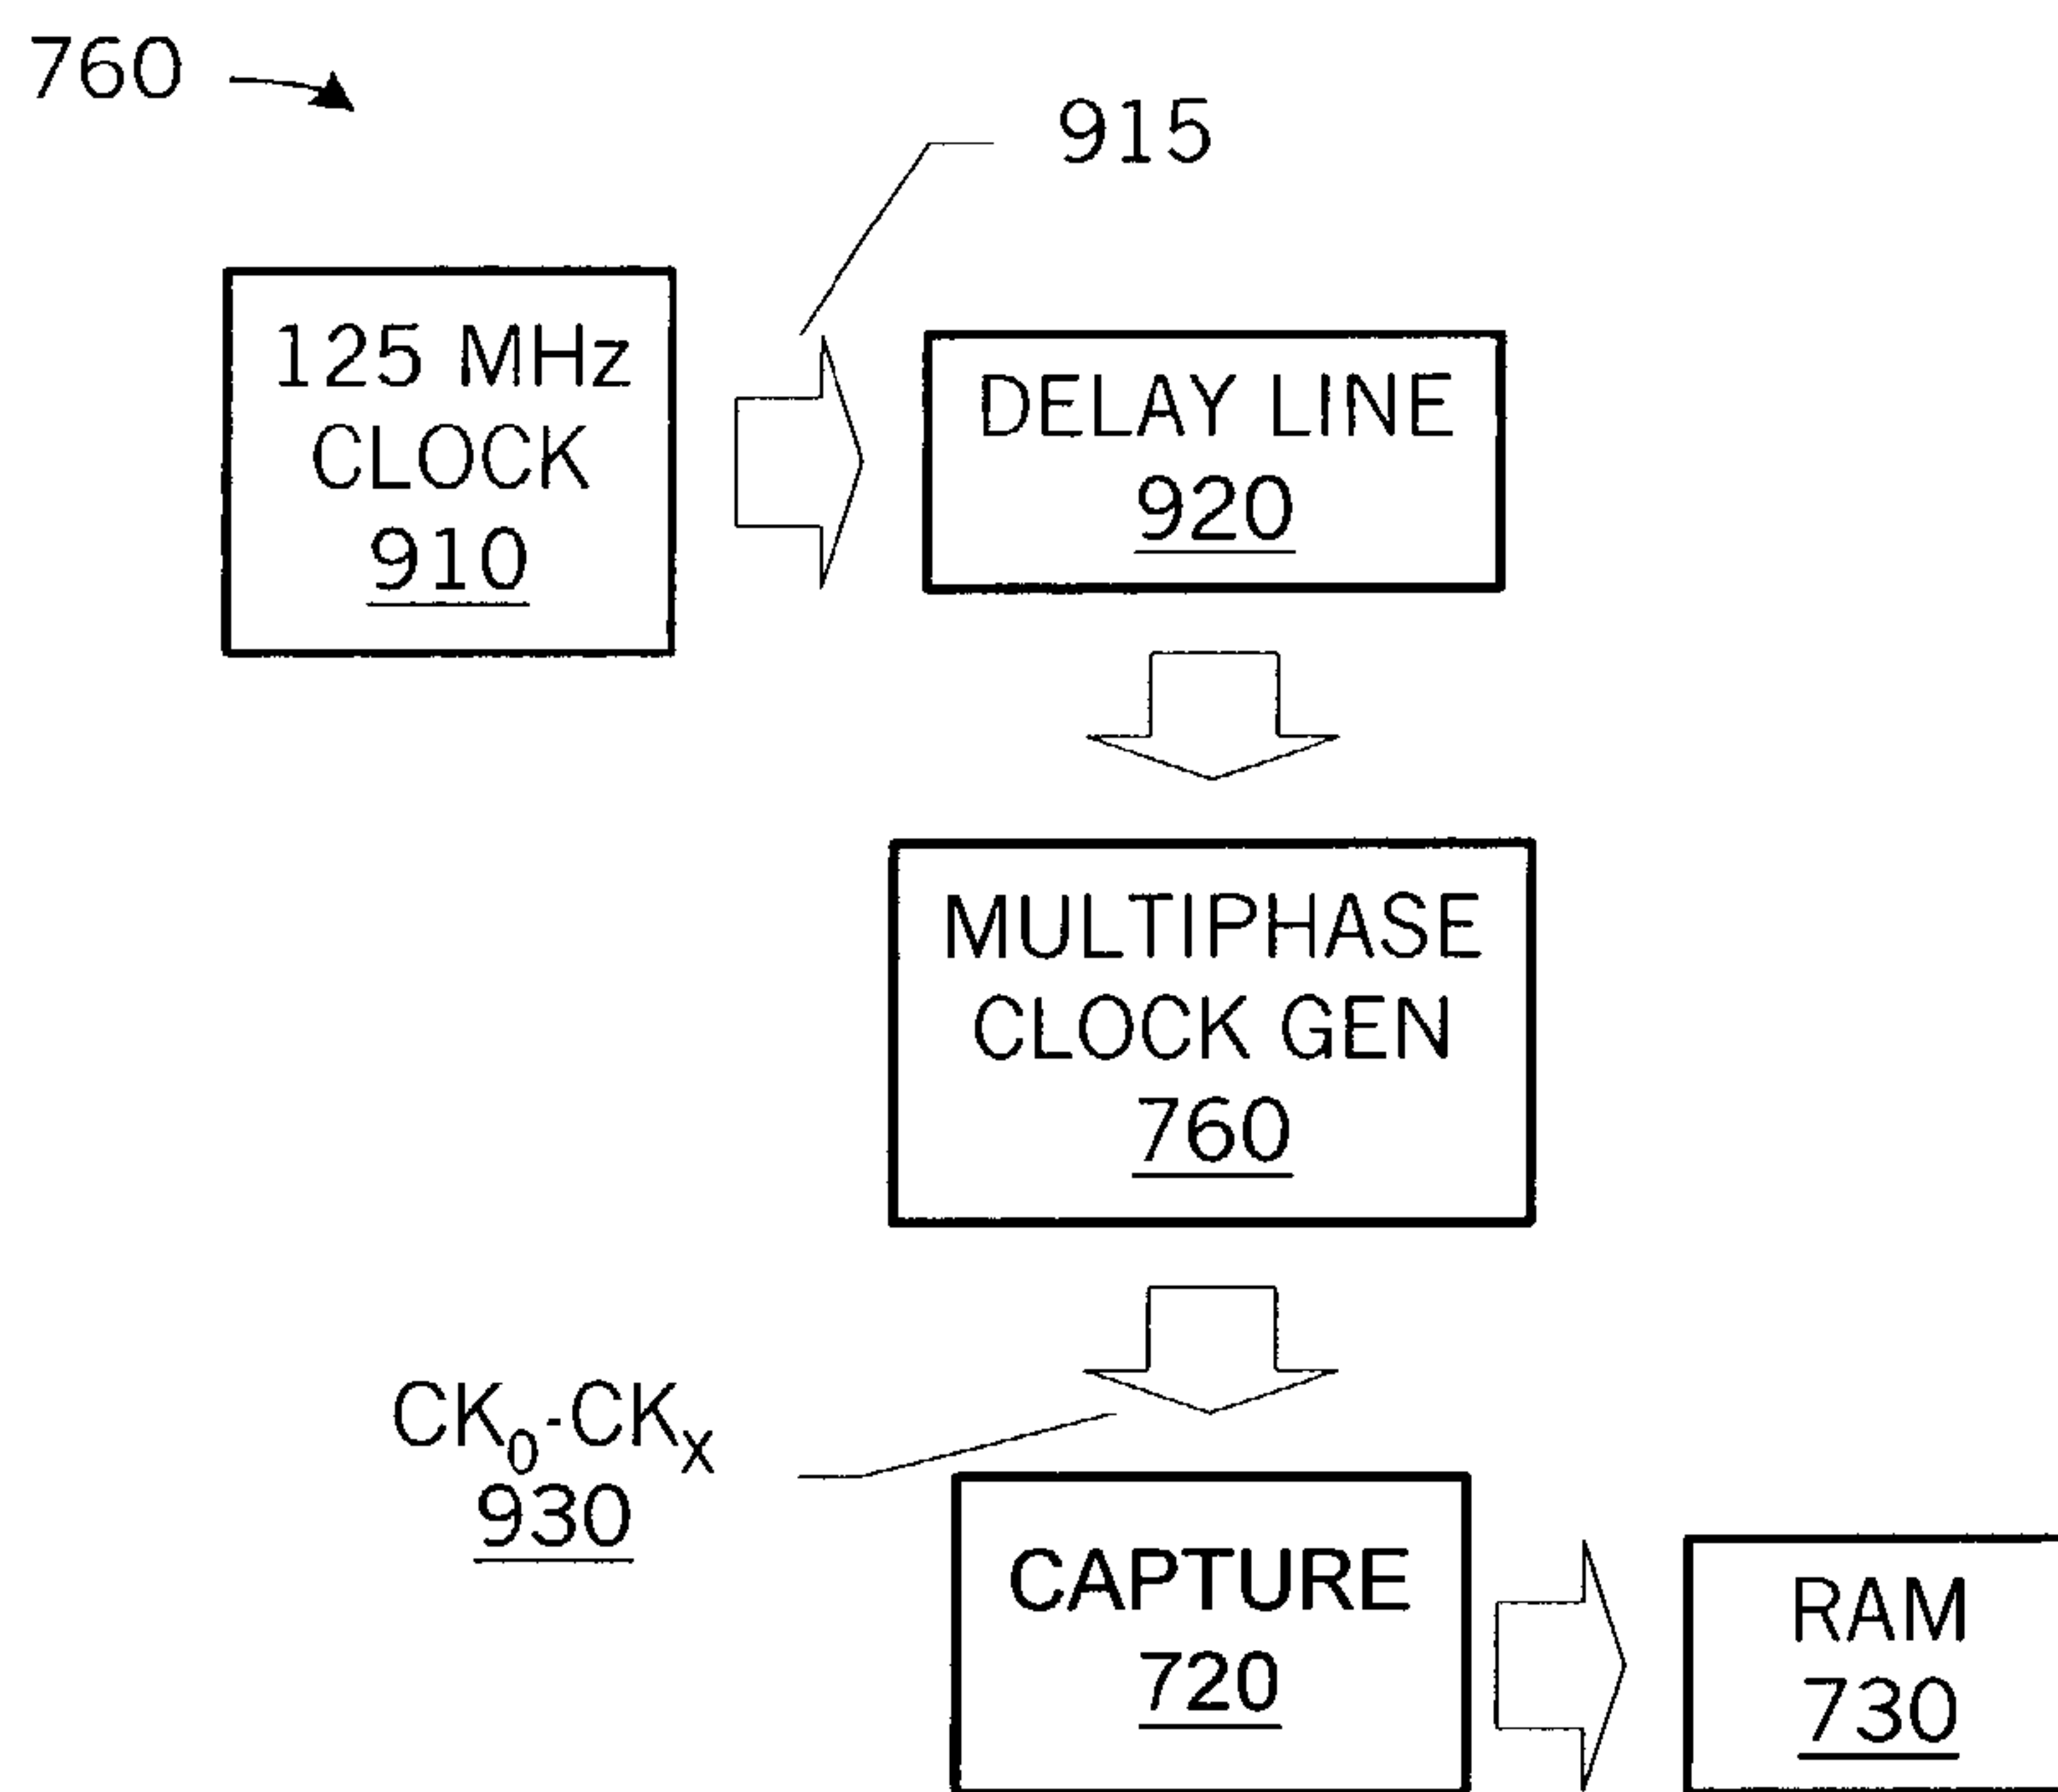 760
915
125 MHz
CLOCK
910
DELAY LINE
920
MULTIPHASE
CLOCK GEN
760
CK₀-CKₓ
930
CAPTURE
720
RAM
730